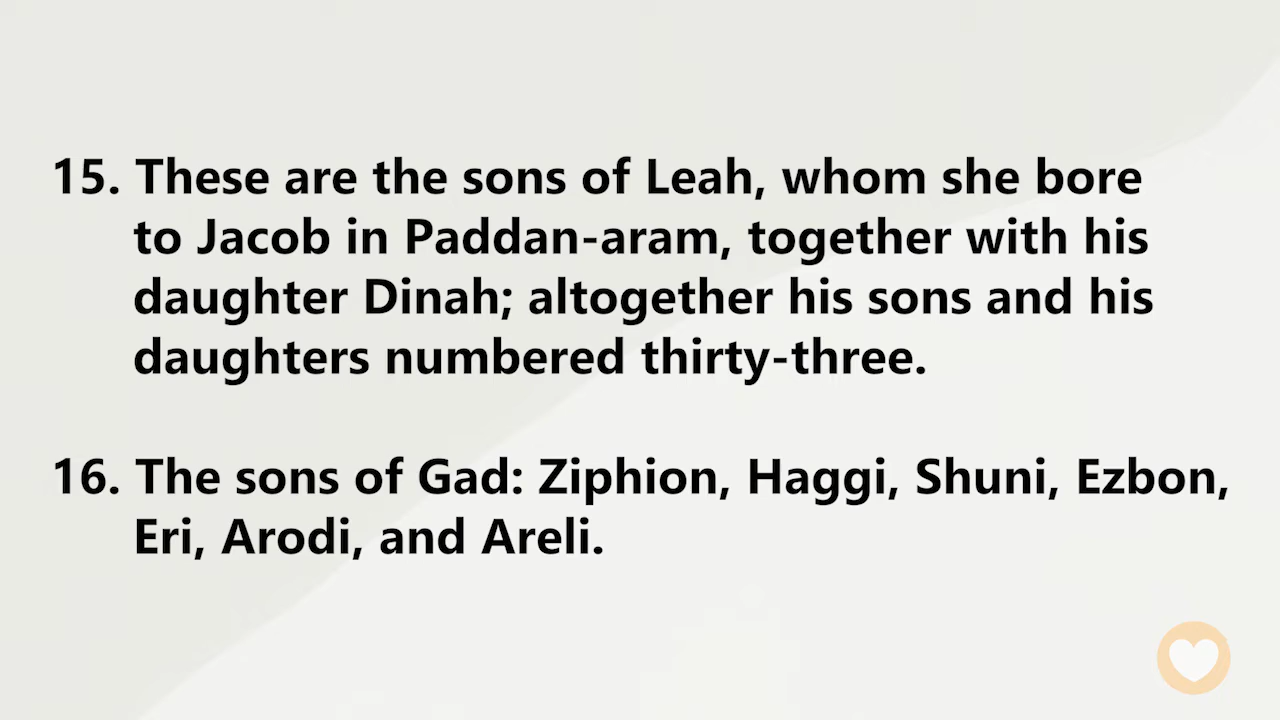 15. These are the sons of Leah, whom she bore
to Jacob in Paddan-aram, together with his
daughter Dinah; altogether his sons and his
daughters numbered thirty-three.
16. The sons of Gad: Ziphion, Haggi, Shuni, Ezbon,
Eri, Arodi, and Areli.